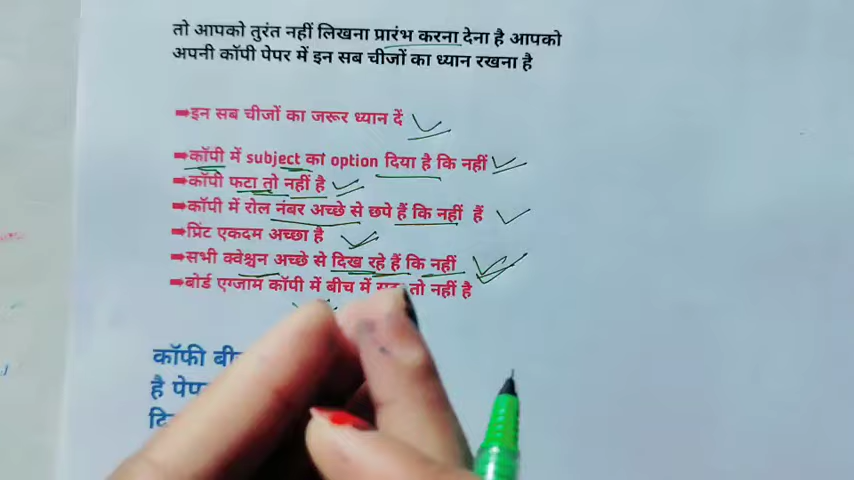 तो आपको तुरंत नहीं लिखना प्रारंभ करना देना है आपको
अपनी कॉपी पेपर में इन सब चीजों का ध्यान रखना है
➡इन सब चीजों का जरूर ध्यान दें
➡कॉपी में subject का option दिया है कि नहीं
➡कॉपी फटा तो नहीं है
➡कॉपी में रोल नंबर अच्छे से छपे हैं कि नहीं हैं
➡प्रिंट एकदम अच्छा है
➡सभी क्वेश्चन अच्छे से दिख रहे हैं कि नहीं
➡बोर्ड एग्जाम कॉपी में बीच में तो नहीं है
कॉफी
है